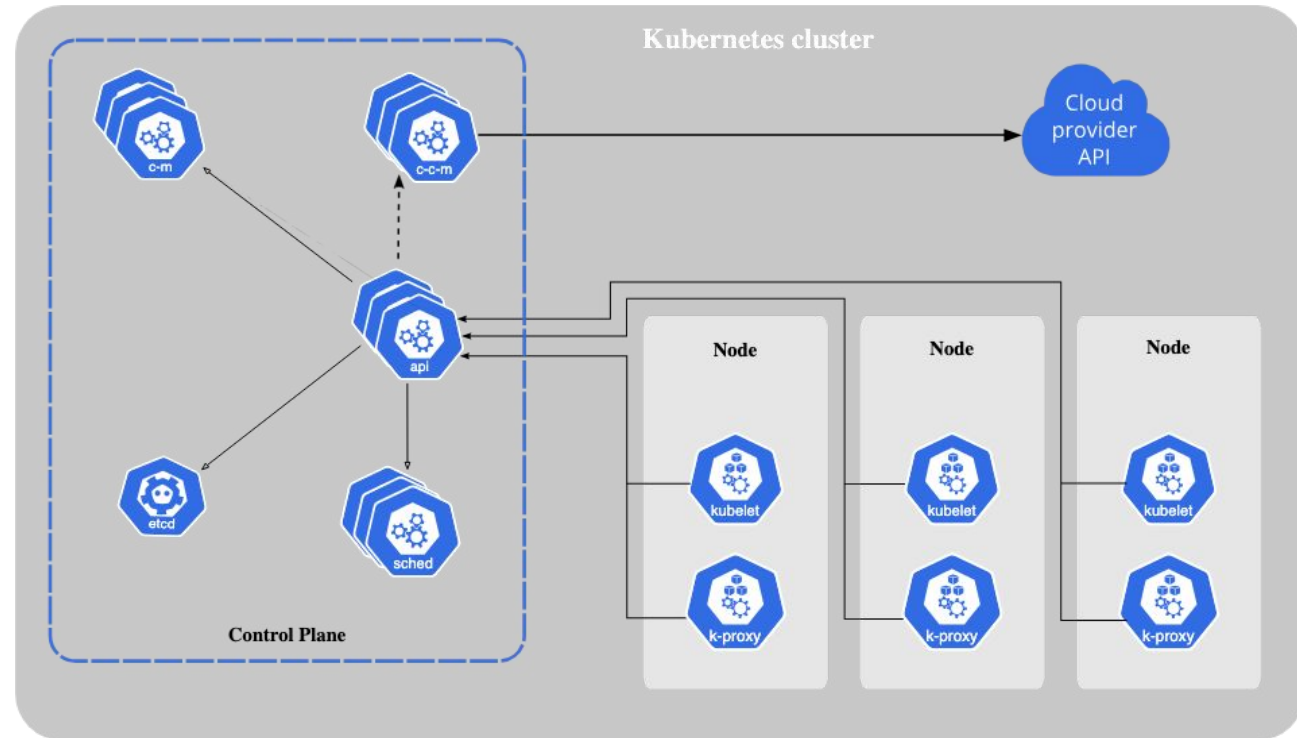 Kubernetes cluster
c-m
c-c-m
Cloud
provider
API
api
etcd
sched
Control Plane
Node
kubelet
k-proxy
Node
kubelet
k-proxy
Node
kubelet
k-proxy